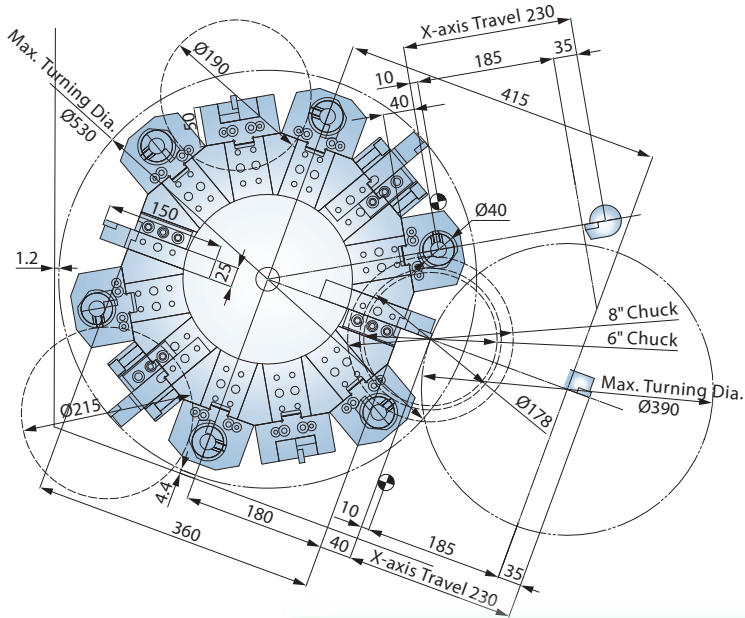 X-axis Travel 230
10
185
35
40
415
Ø190
Max. Turning Dia.
Ø530
50
150
25
1.2
Ø40
8" Chuck
6" Chuck
Max. Turning Dia.
Ø390
Ø178
Ø215
4.4
360
180
40
10
185
35
X-axis Travel 230